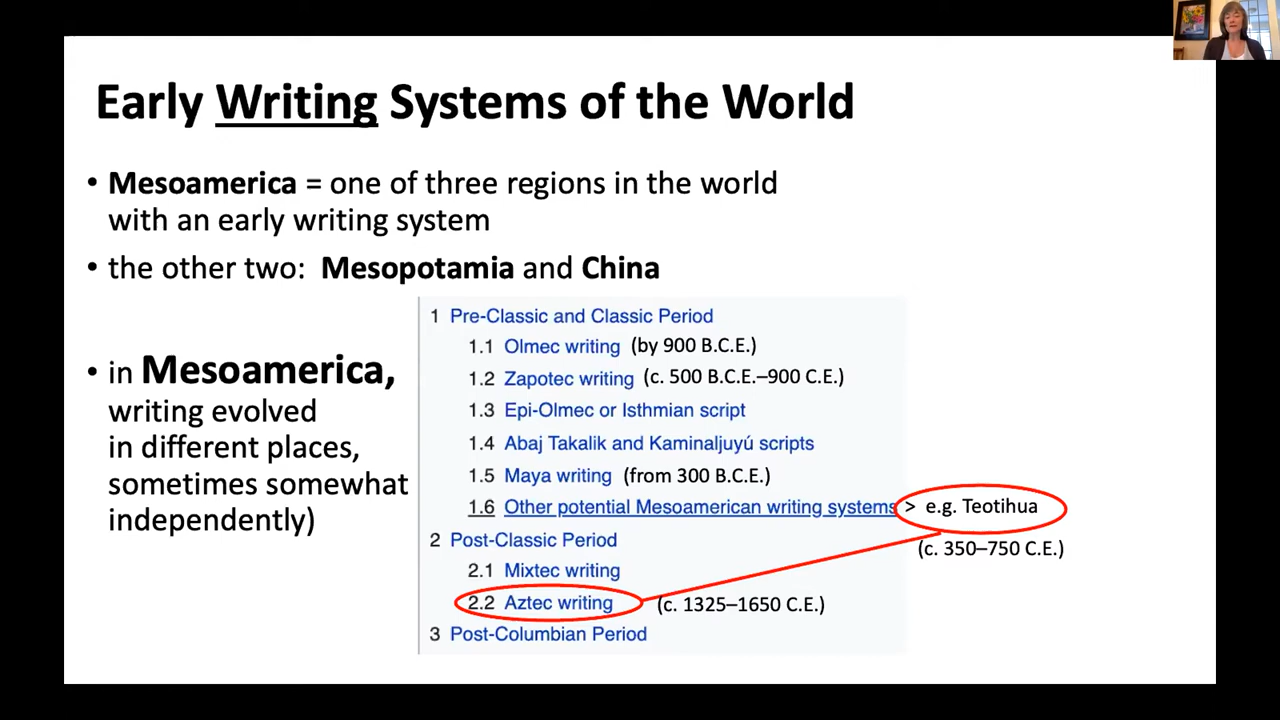 Early Writing Systems of the World
• Mesoamerica = one of three regions in the world
with an early writing system
• the other two: Mesopotamia and China
• in Mesoamerica,
writing evolved
in different places,
sometimes somewhat
independently)
1 Pre-Classic and Classic Period
1.1 Olmec writing (by 900 B.C.E.)
1.2 Zapotec writing (c. 500 B.C.E.–900 C.E.)
1.3 Epi-Olmec or Isthmian script
1.4 Abaj Takalik and Kaminaljuyú scripts
1.5 Maya writing (from 300 B.C.E.)
1.6 Other potential Mesoamerican writing systems > e.g. Teotihua
(c. 350–750 C.E.)
2 Post-Classic Period
2.1 Mixtec writing
2.2 Aztec writing (c. 1325–1650 C.E.)
3 Post-Columbian Period